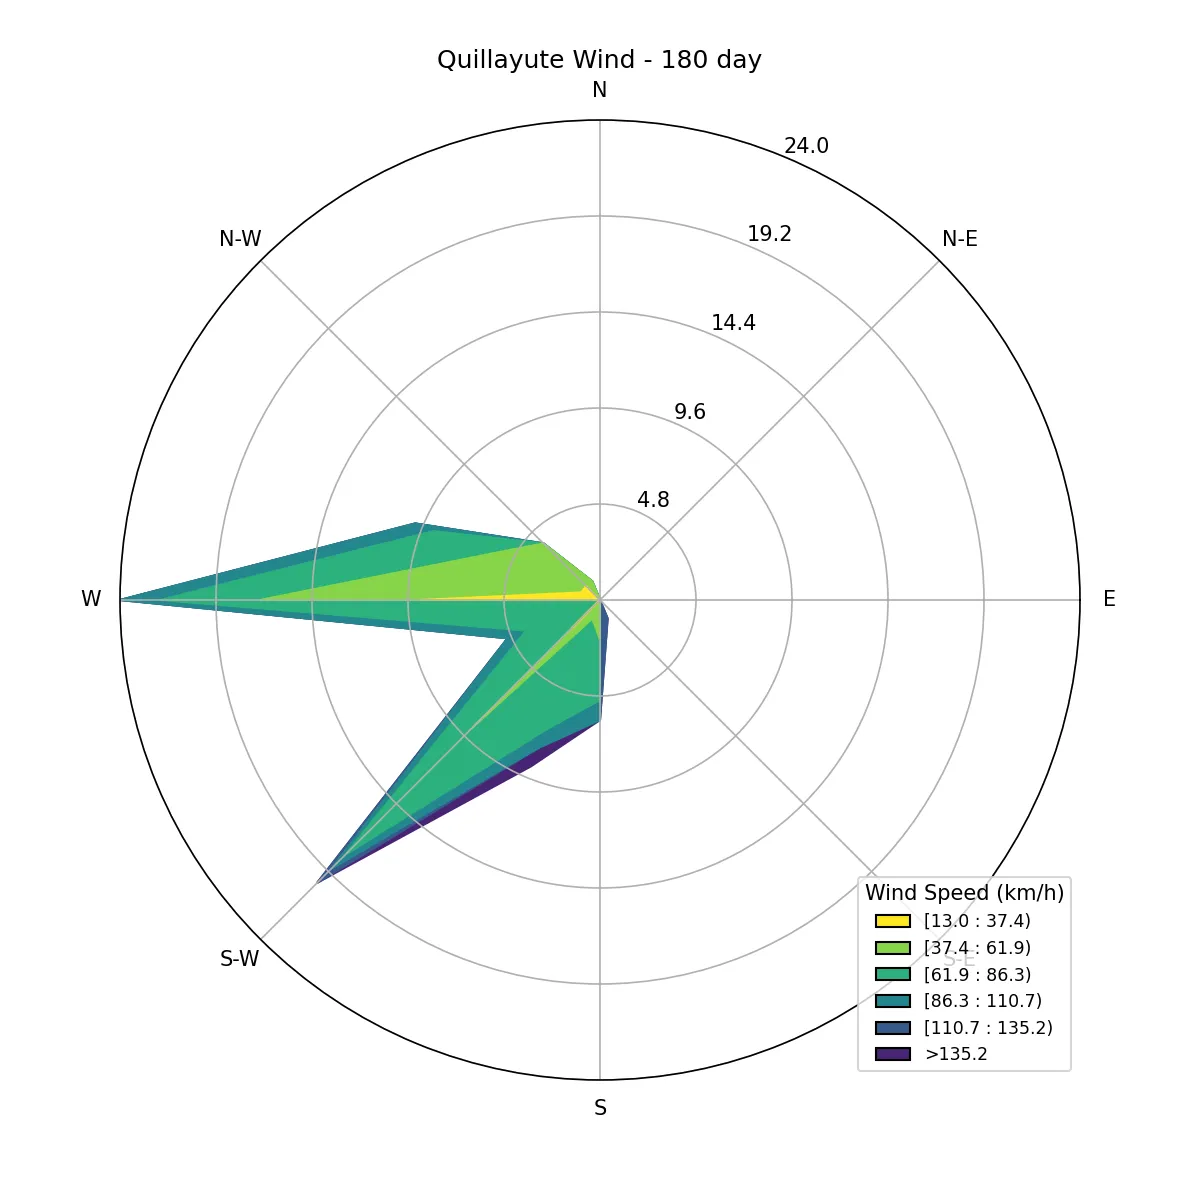 Quillayute Wind - 180 day
N
24.0
N-W
N-E
19.2
14.4
9.6
4.8
W
E
S-W
S-E
S
Wind Speed (km/h)
[13.0 : 37.4)
[37.4 : 61.9)
[61.9 : 86.3)
[86.3 : 110.7)
[110.7 : 135.2)
>135.2